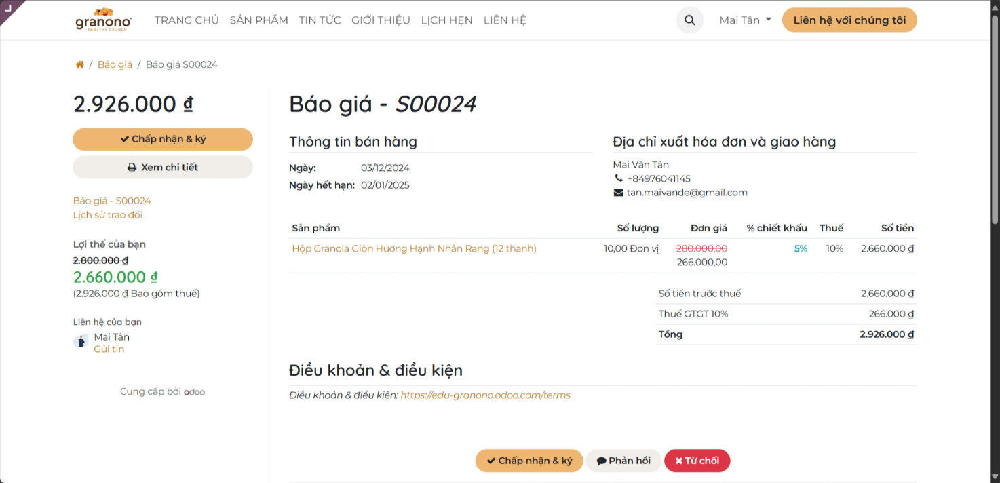 granono
HEALTHY CRUNCH
TRANG CHỦ SẢN PHẨM TIN TỨC GIỚI THIỆU LỊCH HẸN LIÊN HỆ
Mai Tân
Liên hệ với chúng tôi
/ Báo giá / Báo giá S00024
2.926.000 ₫
Chấp nhận & ký
Xem chi tiết
Báo giá - S00024
Lịch sử trao đổi
Lợi thế của bạn
2.800.000 ₫
2.660.000 ₫
(2.926.000 ₫ Bao gồm thuế)
Liên hệ của bạn
Mai Tân
Gửi tin
Cung cấp bởi odoo
Báo giá - S00024
Thông tin bán hàng
Ngày: 03/12/2024
Ngày hết hạn: 02/01/2025
Địa chỉ xuất hóa đơn và giao hàng
Mai Văn Tân
+84976041145
tan.maivande@gmail.com
Sản phẩm Số lượng Đơn giá % chiết khấu Thuế Số tiền
Hộp Granola Giòn Hương Hạnh Nhân Rang (12 thanh) 10,00 Đơn vị 280.000,00 5% 10% 2.660.000 ₫
266.000,00
Số tiền trước thuế 2.660.000 ₫
Thuế GTGT 10% 266.000 ₫
Tổng 2.926.000 ₫
Điều khoản & điều kiện
Điều khoản & điều kiện: https://edu-granono.odoo.com/terms
Chấp nhận & ký Phản hồi Từ chối